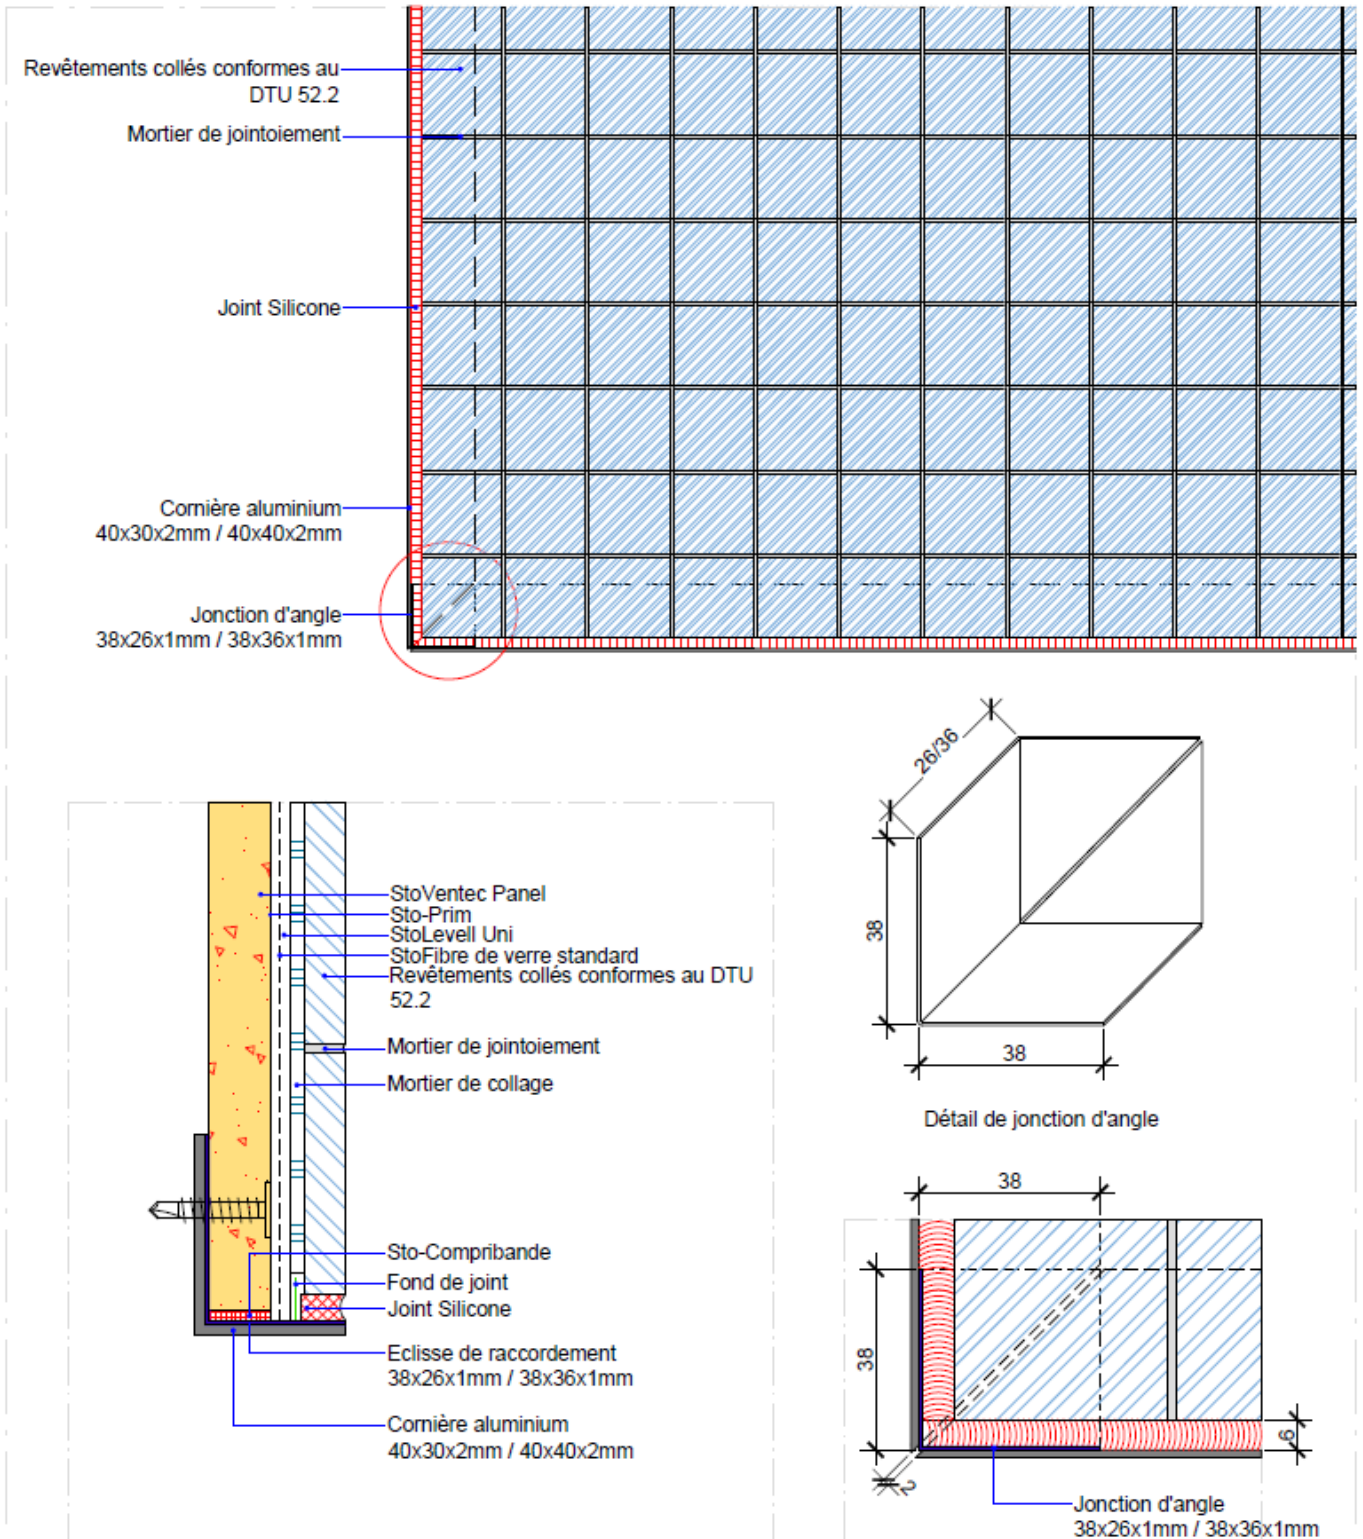 Revêtements collés conformes au
DTU 52.2
Mortier de jointoiement
Joint Silicone
Cornière aluminium
40x30x2mm / 40x40x2mm
Jonction d'angle
38x26x1mm / 38x36x1mm
StoVentec Panel
Sto-Prim
StoLevell Uni
StoFibre de verre standard
Revêtements collés conformes au DTU
52.2
Mortier de jointoiement
Mortier de collage
Sto-Compribande
Fond de joint
Joint Silicone
Eclisse de raccordement
38x26x1mm / 38x36x1mm
Cornière aluminium
40x30x2mm / 40x40x2mm
26/36
38
38
Détail de jonction d'angle
38
38
6
2
Jonction d'angle
38x26x1mm / 38x36x1mm